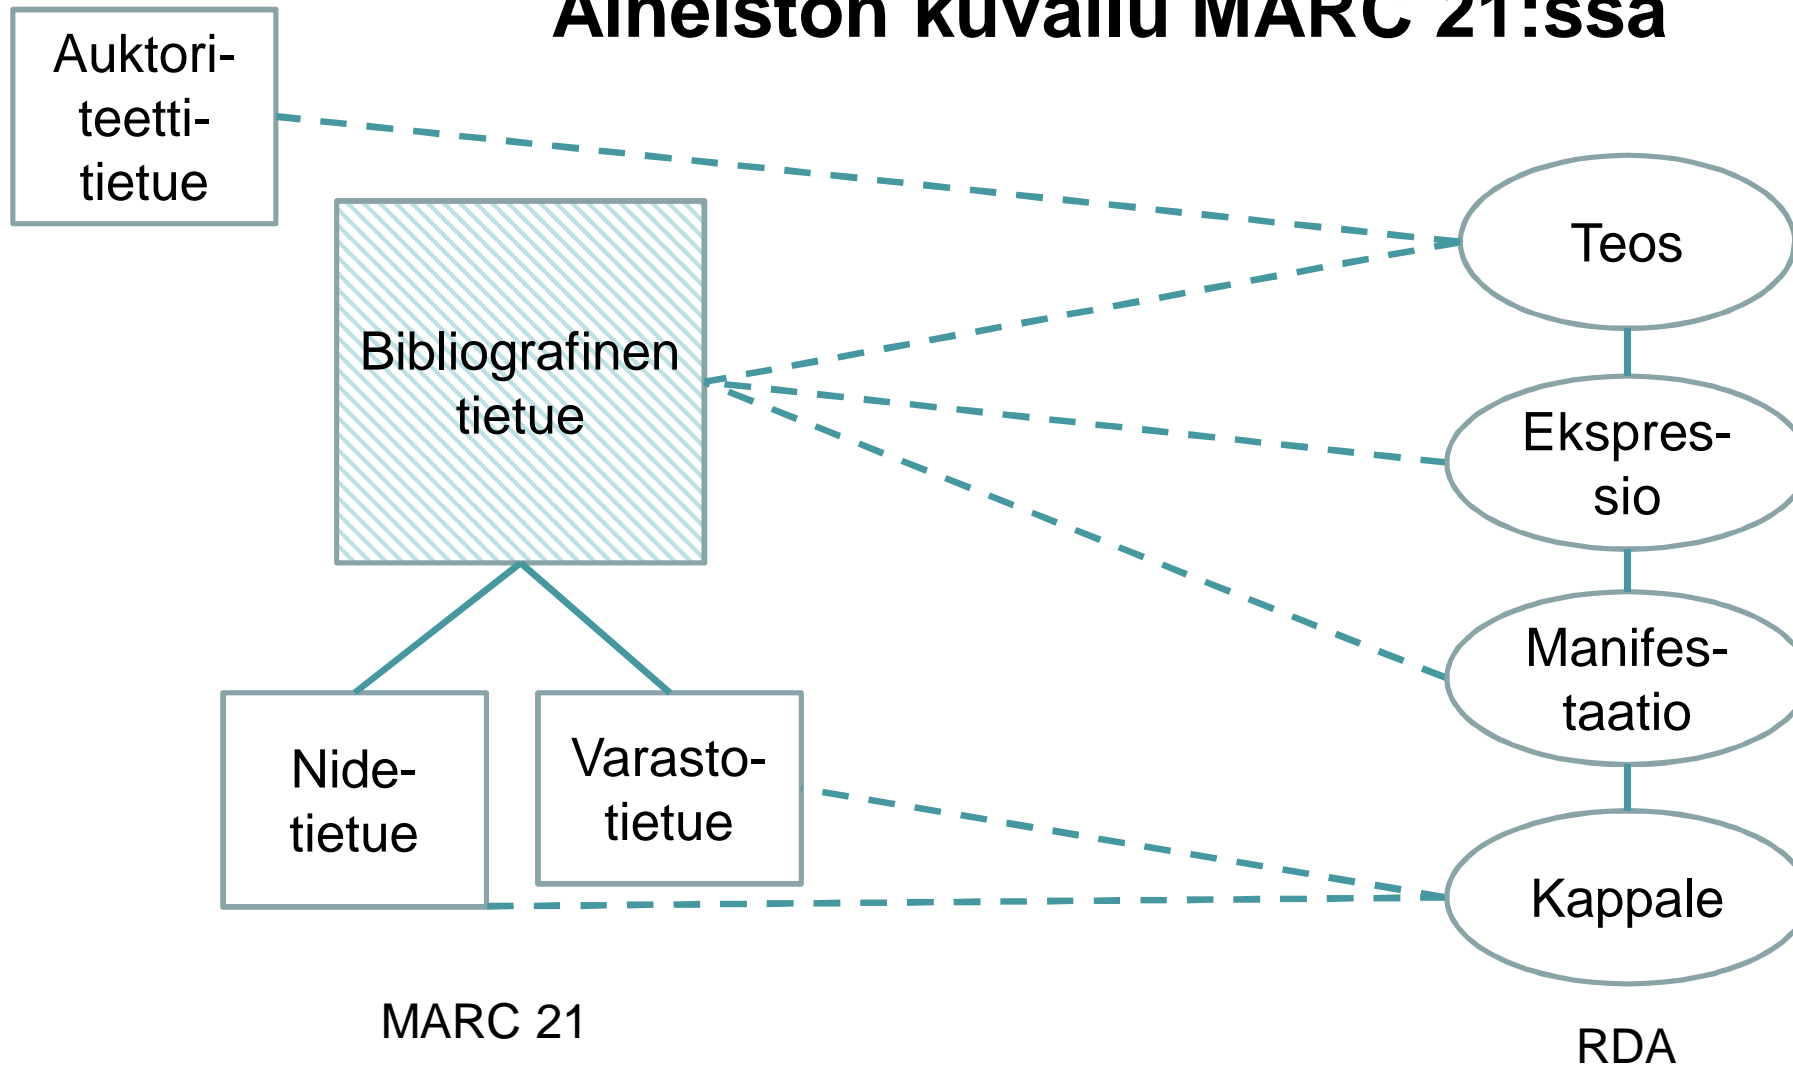 Aineiston kuvailu MARC 21:ssä
Auktori-
teetti-
tietue
Teos
Bibliografinen
tietue
Ekspres-
sio
Manifes-
taatio
Nide-
tietue
Varasto-
tietue
Kappale
MARC 21
RDA